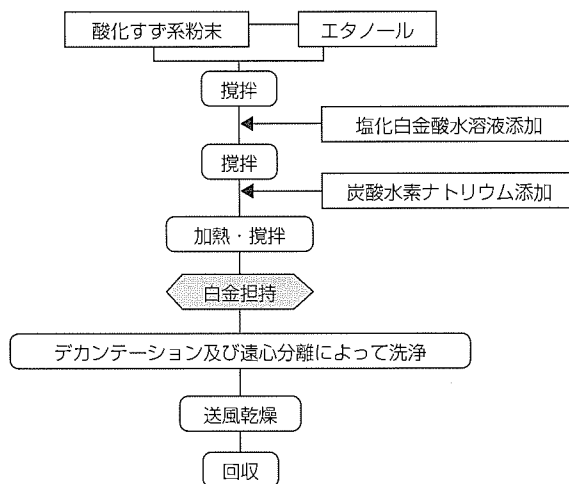 酸化すず系粉末
エタノール
撹拌
塩化白金酸水溶液添加
撹拌
炭酸水素ナトリウム添加
加熱・撹拌
白金担持
デカンテーション及び遠心分離によって洗浄
送風乾燥
回収